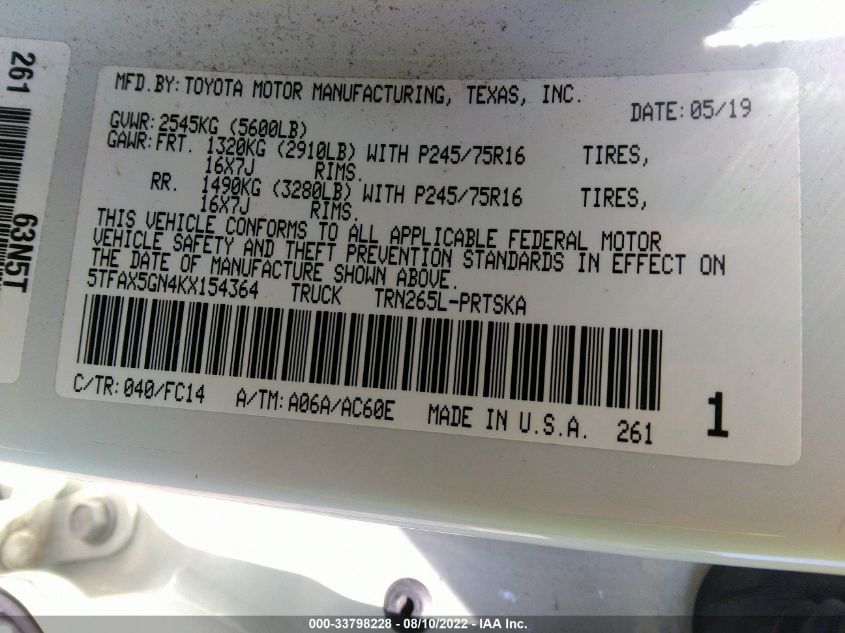 261 63N5T
MFD.BY:TOYOTA MOTOR MANUFACTURING, TEXAS, INC.
DATE:05/19
GVWR:2545KG (5600LB)
GAWR:FRT. 1320KG (2910LB) WITH P245/75R16 TIRES,
16X7J RIMS.
RR. 1490KG (3280LB) WITH P245/75R16 TIRES,
16X7J RIMS.
THIS VEHICLE CONFORMS TO ALL APPLICABLE FEDERAL MOTOR
VEHICLE SAFETY AND THEFT PREVENTION STANDARDS IN EFFECT ON
THE DATE OF MANUFACTURE SHOWN ABOVE.
5TFAX5GN4KX154364 TRUCK TRN265L-PRTSKA
C/TR:040/FC14 A/TM:A06A/AC60E MADE IN U.S.A. 261 1
000-33798228 - 08/10/2022 - IAA Inc.